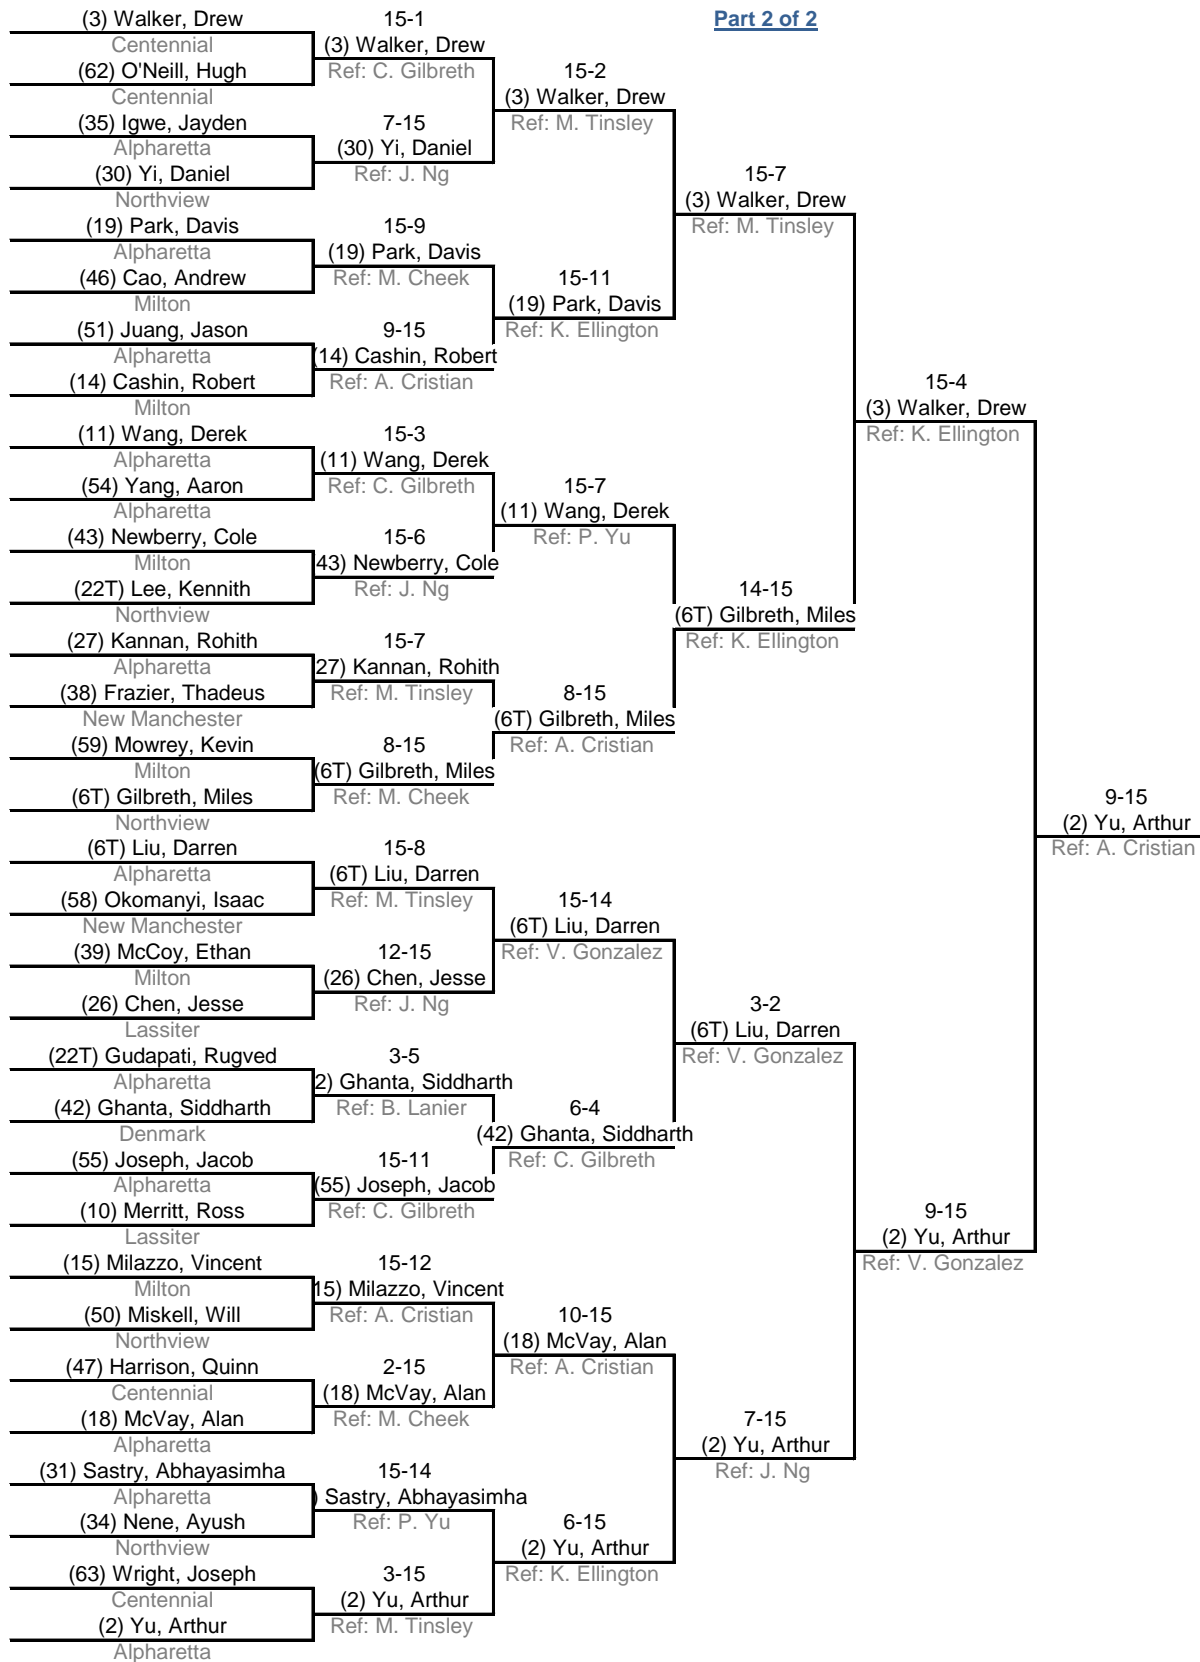 Part 2 of 2
(3) Walker, Drew
Centennial
(62) O'Neill, Hugh
Centennial
(35) Igwe, Jayden
Alpharetta
(30) Yi, Daniel
Northview
(19) Park, Davis
Alpharetta
(46) Cao, Andrew
Milton
(51) Juang, Jason
Alpharetta
(14) Cashin, Robert
Milton
(11) Wang, Derek
Alpharetta
(54) Yang, Aaron
Alpharetta
(43) Newberry, Cole
Milton
(22T) Lee, Kennith
Northview
(27) Kannan, Rohith
Alpharetta
(38) Frazier, Thadeus
New Manchester
(59) Mowrey, Kevin
Milton
(6T) Gilbreth, Miles
Northview
(6T) Liu, Darren
Alpharetta
(58) Okomanyi, Isaac
New Manchester
(39) McCoy, Ethan
Milton
(26) Chen, Jesse
Lassiter
(22T) Gudapati, Rugved
Alpharetta
(42) Ghanta, Siddharth
Denmark
(55) Joseph, Jacob
Alpharetta
(10) Merritt, Ross
Lassiter
(15) Milazzo, Vincent
Milton
(50) Miskell, Will
Northview
(47) Harrison, Quinn
Centennial
(18) McVay, Alan
Alpharetta
(31) Sastry, Abhayasimha
Alpharetta
(34) Nene, Ayush
Northview
(63) Wright, Joseph
Centennial
(2) Yu, Arthur
Alpharetta
15-1
(3) Walker, Drew
Ref: C. Gilbreth
7-15
(30) Yi, Daniel
Ref: J. Ng
15-9
(19) Park, Davis
Ref: M. Cheek
9-15
(14) Cashin, Robert
Ref: A. Cristian
15-3
(11) Wang, Derek
Ref: C. Gilbreth
15-6
43) Newberry, Cole
Ref: J. Ng
15-7
27) Kannan, Rohith
Ref: M. Tinsley
8-15
(6T) Gilbreth, Miles
Ref: M. Cheek
15-8
(6T) Liu, Darren
Ref: M. Tinsley
12-15
(26) Chen, Jesse
Ref: J. Ng
3-5
2) Ghanta, Siddharth
Ref: B. Lanier
15-11
(55) Joseph, Jacob
Ref: C. Gilbreth
15-12
15) Milazzo, Vincent
Ref: A. Cristian
2-15
(18) McVay, Alan
Ref: M. Cheek
15-14
) Sastry, Abhayasimha
Ref: P. Yu
3-15
(2) Yu, Arthur
Ref: M. Tinsley
15-2
(3) Walker, Drew
Ref: M. Tinsley
15-11
(19) Park, Davis
Ref: K. Ellington
15-7
(11) Wang, Derek
Ref: P. Yu
8-15
(6T) Gilbreth, Miles
Ref: A. Cristian
15-14
(6T) Liu, Darren
Ref: V. Gonzalez
6-4
(42) Ghanta, Siddharth
Ref: C. Gilbreth
10-15
(18) McVay, Alan
Ref: A. Cristian
6-15
(2) Yu, Arthur
Ref: K. Ellington
15-7
(3) Walker, Drew
Ref: M. Tinsley
14-15
(6T) Gilbreth, Miles
Ref: K. Ellington
3-2
(6T) Liu, Darren
Ref: V. Gonzalez
7-15
(2) Yu, Arthur
Ref: J. Ng
15-4
(3) Walker, Drew
Ref: K. Ellington
9-15
(2) Yu, Arthur
Ref: V. Gonzalez
9-15
(2) Yu, Arthur
Ref: A. Cristian